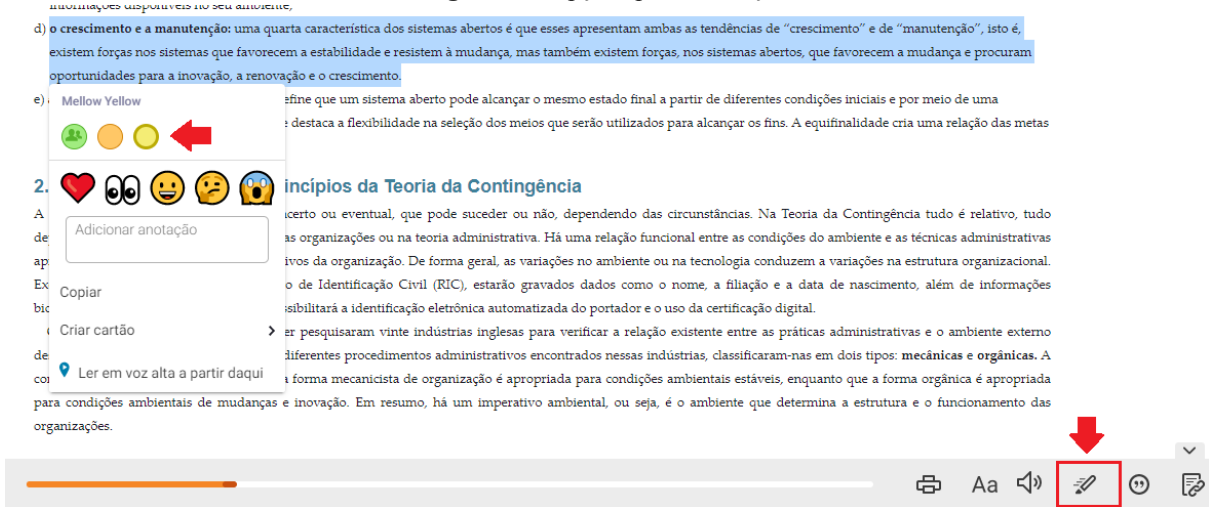 informações disponíveis no seu ambiente;
d) o crescimento e a manutenção: uma quarta característica dos sistemas abertos é que esses apresentam ambas as tendências de “crescimento” e de “manutenção”, isto é,
existem forças nos sistemas que favorecem a estabilidade e resistem à mudança, mas também existem forças, nos sistemas abertos, que favorecem a mudança e procuram
oportunidades para a inovação, a renovação e o crescimento.
e)
Mellow Yellow
efine que um sistema aberto pode alcançar o mesmo estado final a partir de diferentes condições iniciais e por meio de uma
e destaca a flexibilidade na seleção dos meios que serão utilizados para alcançar os fins. A equifinalidade cria uma relação das metas
2. incípios da Teoria da Contingência
A certo ou eventual, que pode suceder ou não, dependendo das circunstâncias. Na Teoria da Contingência tudo é relativo, tudo
Adicionar anotação
de as organizações ou na teoria administrativa. Há uma relação funcional entre as condições do ambiente e as técnicas administrativas
ap ivos da organização. De forma geral, as variações no ambiente ou na tecnologia conduzem a variações na estrutura organizacional.
Ex o de Identificação Civil (RIC), estarão gravados dados como o nome, a filiação e a data de nascimento, além de informações
Copiar
bio ssibilitará a identificação eletrônica automatizada do portador e o uso da certificação digital.
Criar cartão
er pesquisaram vinte indústrias inglesas para verificar a relação existente entre as práticas administrativas e o ambiente externo
de diferentes procedimentos administrativos encontrados nessas indústrias, classificaram-nas em dois tipos: mecânicas e orgânicas. A
Ler em voz alta a partir daqui
co a forma mecanicista de organização é apropriada para condições ambientais estáveis, enquanto que a forma orgânica é apropriada
para condições ambientais de mudanças e inovação. Em resumo, há um imperativo ambiental, ou seja, é o ambiente que determina a estrutura e o funcionamento das
organizações.
Aa